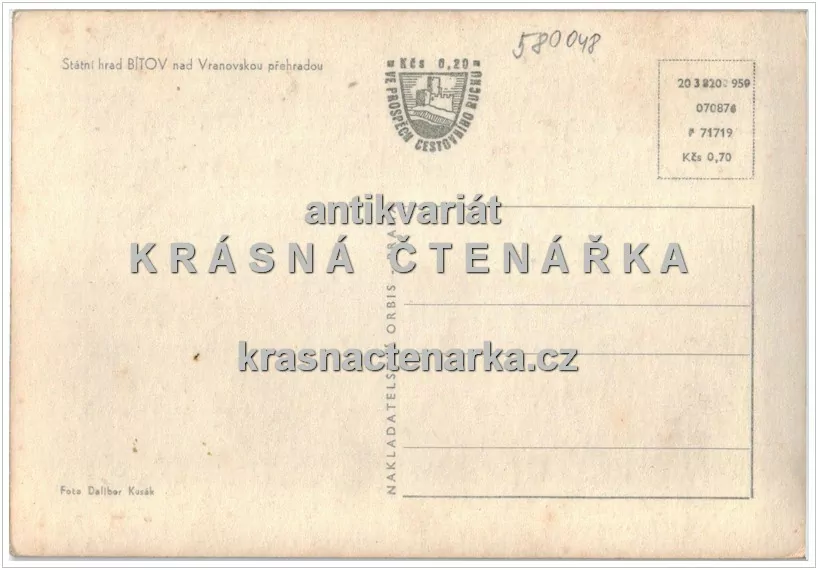 580048
Státní hrad BÍTOV nad Vranovskou přehradou
Kčs 0,20
VE PROSPĚCH CESTOVNÍHO RUCHU
20 3 820 959
070876
F 71719
Kčs 0,70
antikvariát
KRÁSNÁ ČTENÁŘKA
krasnactenarka.cz
NAKLADATELSTVÍ ORBIS PRAHA
Foto Dalibor Kusák